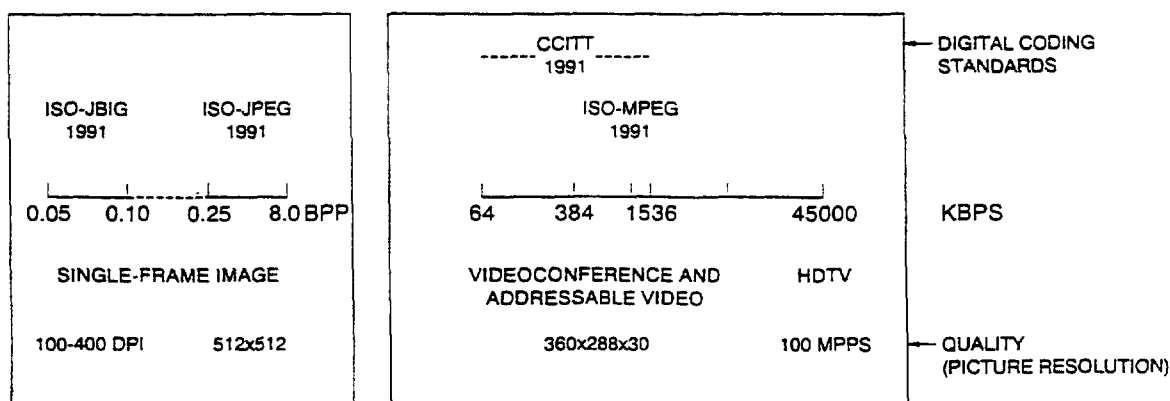 CCITT
1991
DIGITAL CODING
STANDARDS
ISO-JBIG
1991
ISO-JPEG
1991
ISO-MPEG
1991
0.05 0.10 0.25 8.0 BPP
64 384 1536 45000
KBPS
SINGLE-FRAME IMAGE
VIDEOCONFERENCE AND
ADDRESSABLE VIDEO
HDTV
100-400 DPI 512x512
360x288x30
100 MPPS
QUALITY
(PICTURE RESOLUTION)